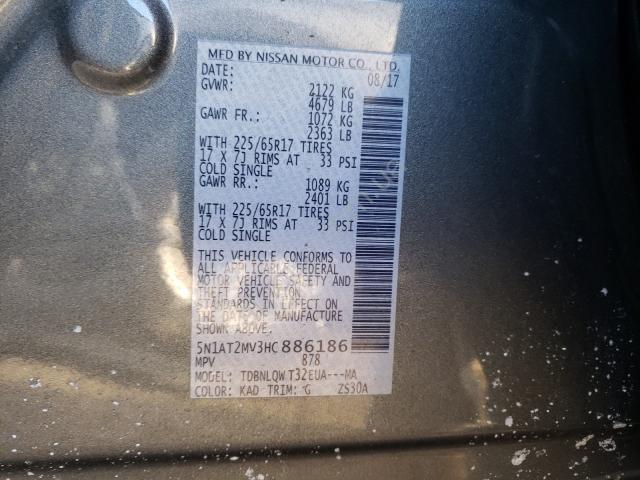 MFD BY NISSAN MOTOR CO., LTD.
DATE: 08/17
GVWR: 2122 KG
4679 LB
GAWR FR.: 1072 KG
2363 LB
WITH 225/65R17 TIRES
17 X 7J RIMS AT 33 PSI
COLD SINGLE
GAWR RR.: 1089 KG
2401 LB
WITH 225/65R17 TIRES
17 X 7J RIMS AT 33 PSI
COLD SINGLE
THIS VEHICLE CONFORMS TO
ALL APPLICABLE FEDERAL
MOTOR VEHICLE SAFETY AND
THEFT PREVENTION
STANDARDS IN EFFECT ON
THE DATE OF MANUFACTURE
SHOWN ABOVE.
5N1AT2MV3HC886186
MPV 878
MODEL: TDBNLQW T32EUA---MA
COLOR: KAD TRIM: G ZS30A